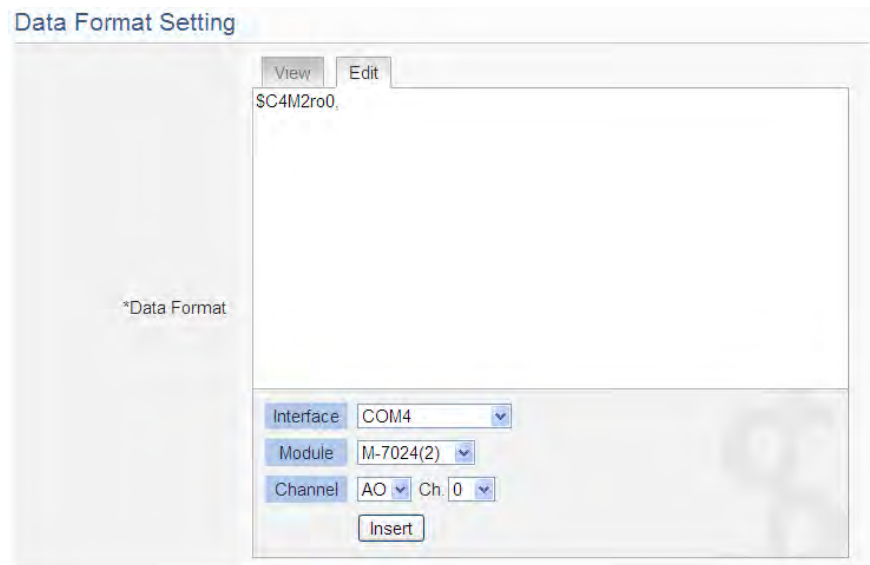 Data Format Setting
View Edit
$C4M2ro0,
*Data Format
Interface COM4
Module M-7024(2)
Channel AO Ch. 0
Insert